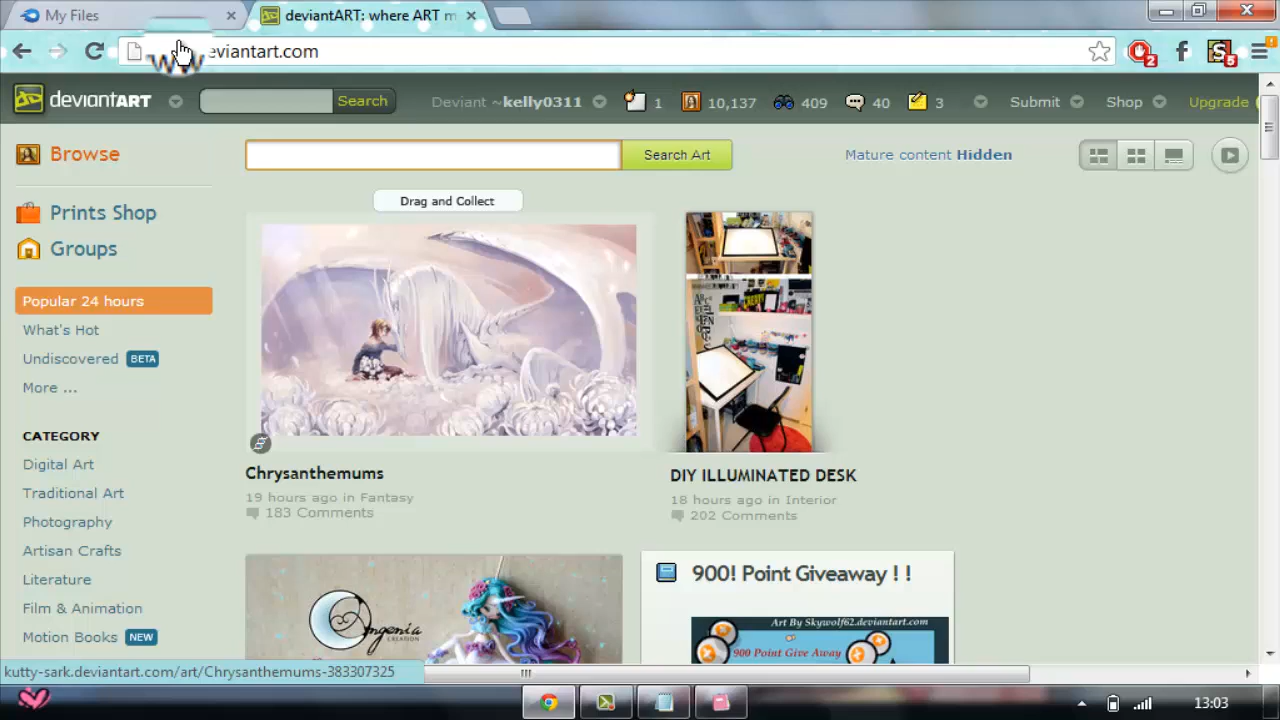 My Files
deviantART: where ART m
eviantart.com
2
5
deviantART
Search
Deviant ~kelly0311
1
10,137
409
40
3
Submit
Shop
Upgrade
Browse
Search Art
Mature content Hidden
Prints Shop
Groups
Drag and Collect
Popular 24 hours
What's Hot
Undiscovered BETA
More ...
CATEGORY
Digital Art
Traditional Art
Photography
Artisan Crafts
Literature
Film & Animation
Motion Books NEW
Chrysanthemums
19 hours ago in Fantasy
183 Comments
DIY ILLUMINATED DESK
18 hours ago in Interior
202 Comments
Angenia
CREATION
900! Point Giveaway ! !
Art By Skywolf62.deviantart.com
900 Point Give Away
kutty-sark.deviantart.com/art/Chrysanthemums-383307325
13:03